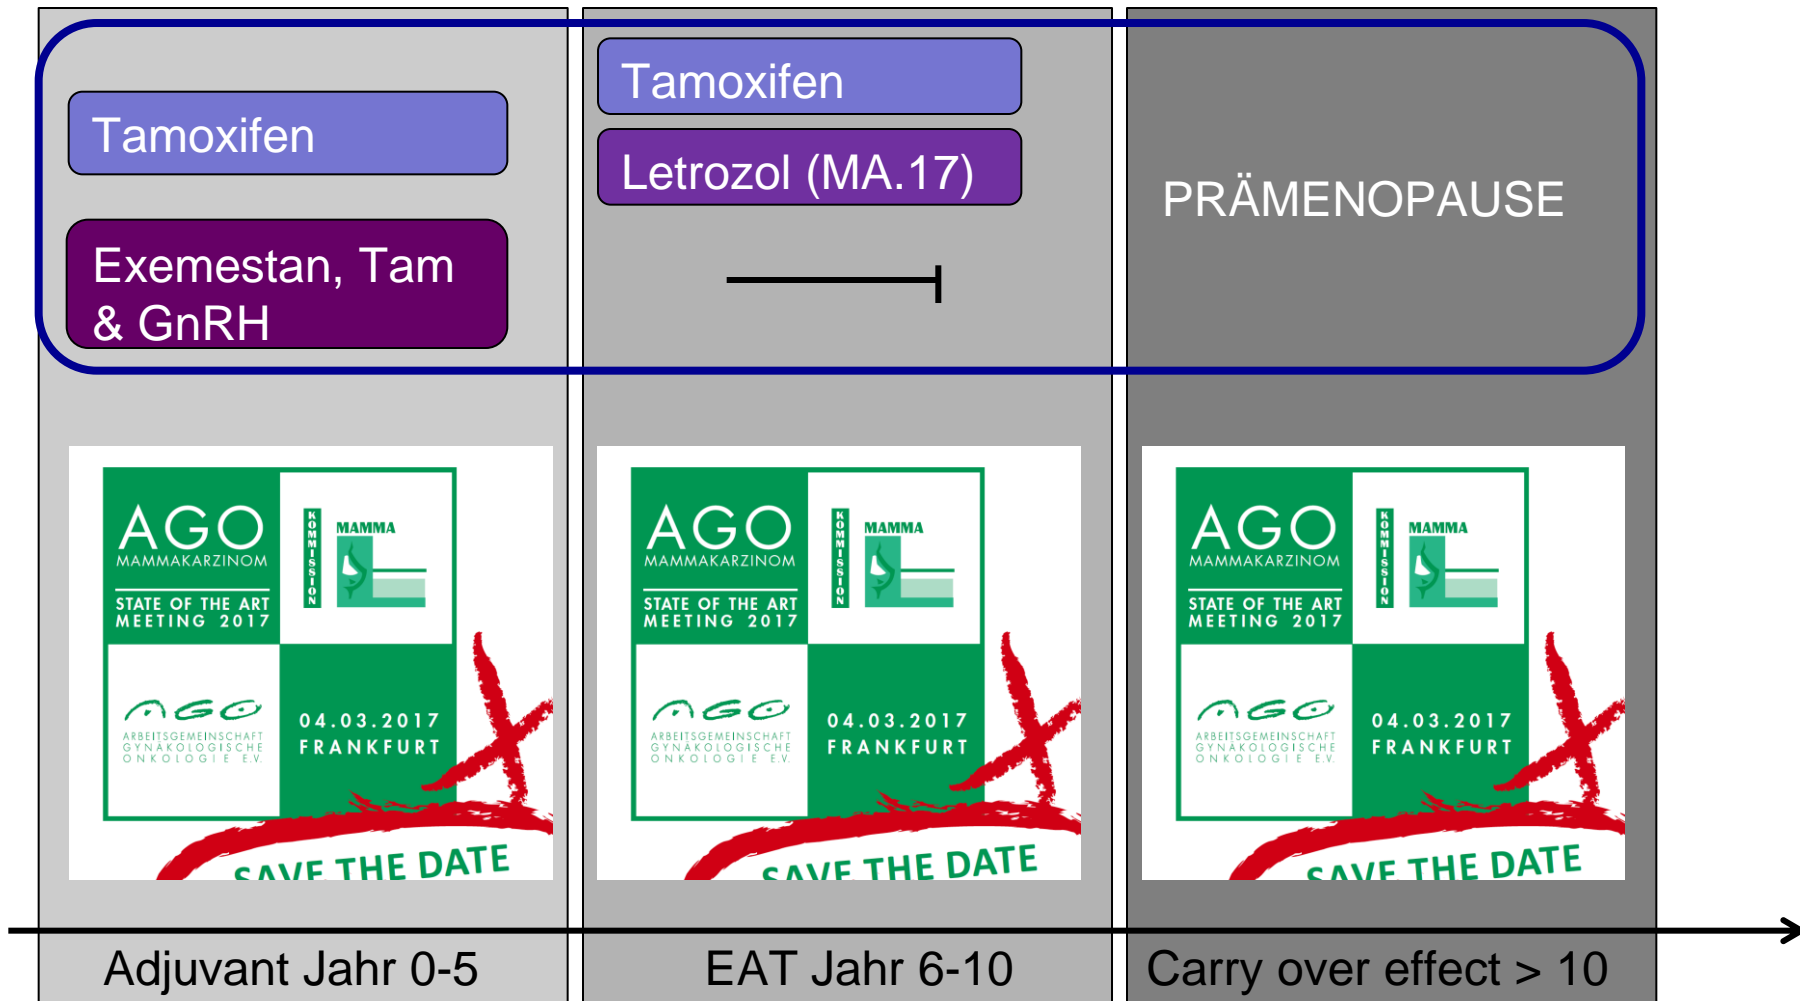 Tamoxifen
Exemestan, Tam
& GnRH
Tamoxifen
Letrozol (MA.17)
PRÄMENOPAUSE
AGO
MAMMAKARZINOM
STATE OF THE ART
MEETING 2017
KOMMISSION
MAMMA
AGO
ARBEITSGEMEINSCHAFT
GYNÄKOLOGISCHE
ONKOLOGIE E.V.
04.03.2017
FRANKFURT
SAVE THE DATE
AGO
MAMMAKARZINOM
STATE OF THE ART
MEETING 2017
KOMMISSION
MAMMA
AGO
ARBEITSGEMEINSCHAFT
GYNÄKOLOGISCHE
ONKOLOGIE E.V.
04.03.2017
FRANKFURT
SAVE THE DATE
AGO
MAMMAKARZINOM
STATE OF THE ART
MEETING 2017
KOMMISSION
MAMMA
AGO
ARBEITSGEMEINSCHAFT
GYNÄKOLOGISCHE
ONKOLOGIE E.V.
04.03.2017
FRANKFURT
SAVE THE DATE
Adjuvant Jahr 0-5
EAT Jahr 6-10
Carry over effect > 10